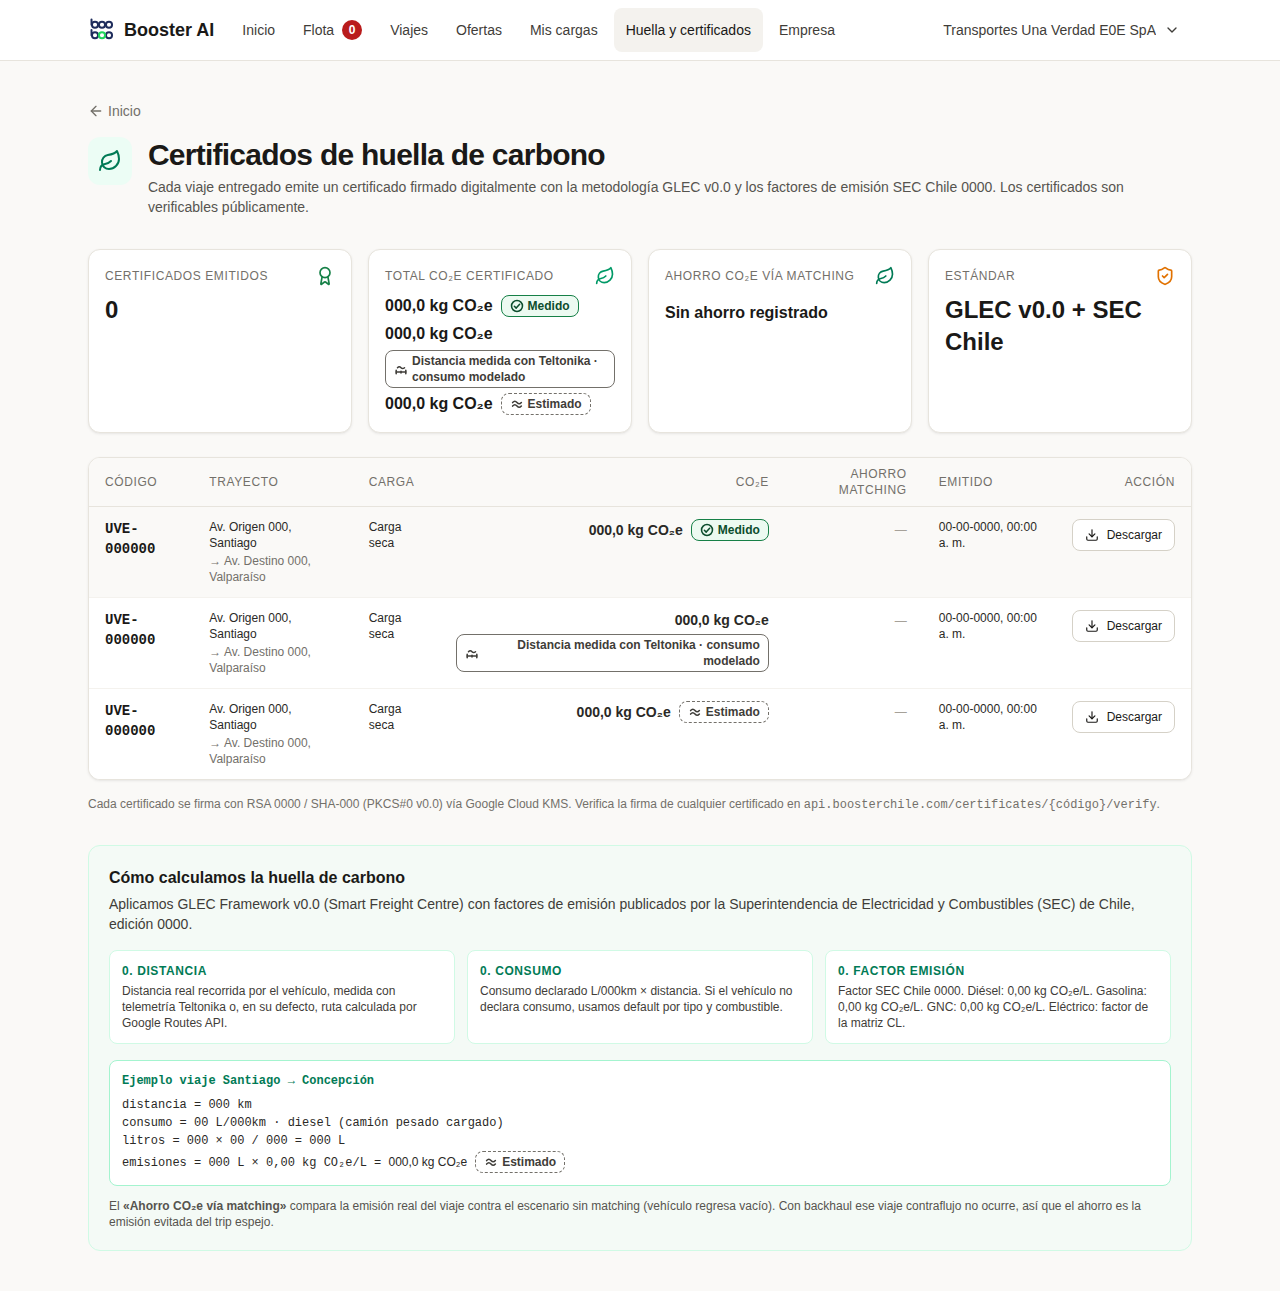 Booster AI
Inicio
Flota 0
Viajes
Ofertas
Mis cargas
Huella y certificados
Empresa
Transportes Una Verdad E0E SpA
← Inicio
Certificados de huella de carbono
Cada viaje entregado emite un certificado firmado digitalmente con la metodología GLEC v0.0 y los factores de emisión SEC Chile 0000. Los certificados son
verificables públicamente.
CERTIFICADOS EMITIDOS
0
TOTAL CO₂E CERTIFICADO
000,0 kg CO₂e Medido
000,0 kg CO₂e
Distancia medida con Teltonika ·
consumo modelado
000,0 kg CO₂e Estimado
AHORRO CO₂E VÍA MATCHING
Sin ahorro registrado
ESTÁNDAR
GLEC v0.0 + SEC
Chile
CÓDIGO TRAYECTO CARGA CO₂E AHORRO MATCHING EMITIDO ACCIÓN
UVE-
000000
Av. Origen 000,
Santiago
→ Av. Destino 000,
Valparaíso
Carga
seca
000,0 kg CO₂e Medido
—
00-00-0000, 00:00
a. m.
Descargar
UVE-
000000
Av. Origen 000,
Santiago
→ Av. Destino 000,
Valparaíso
Carga
seca
000,0 kg CO₂e
Distancia medida con Teltonika · consumo
modelado
—
00-00-0000, 00:00
a. m.
Descargar
UVE-
000000
Av. Origen 000,
Santiago
→ Av. Destino 000,
Valparaíso
Carga
seca
000,0 kg CO₂e Estimado
—
00-00-0000, 00:00
a. m.
Descargar
Cada certificado se firma con RSA 0000 / SHA-000 (PKCS#0 v0.0) vía Google Cloud KMS. Verifica la firma de cualquier certificado en api.boosterchile.com/certificates/{código}/verify.
Cómo calculamos la huella de carbono
Aplicamos GLEC Framework v0.0 (Smart Freight Centre) con factores de emisión publicados por la Superintendencia de Electricidad y Combustibles (SEC) de Chile,
edición 0000.
0. DISTANCIA
Distancia real recorrida por el vehículo, medida con
telemetría Teltonika o, en su defecto, ruta calculada por
Google Routes API.
0. CONSUMO
Consumo declarado L/000km × distancia. Si el vehículo no
declara consumo, usamos default por tipo y combustible.
0. FACTOR EMISIÓN
Factor SEC Chile 0000. Diésel: 0,00 kg CO₂e/L. Gasolina:
0,00 kg CO₂e/L. GNC: 0,00 kg CO₂e/L. Eléctrico: factor de
la matriz CL.
Ejemplo viaje Santiago → Concepción
distancia = 000 km
consumo = 00 L/000km · diesel (camión pesado cargado)
litros = 000 × 00 / 000 = 000 L
emisiones = 000 L × 0,00 kg CO₂e/L = 000,0 kg CO₂e Estimado
El «Ahorro CO₂e vía matching» compara la emisión real del viaje contra el escenario sin matching (vehículo regresa vacío). Con backhaul ese viaje contraflujo no ocurre, así que el ahorro es la
emisión evitada del trip espejo.